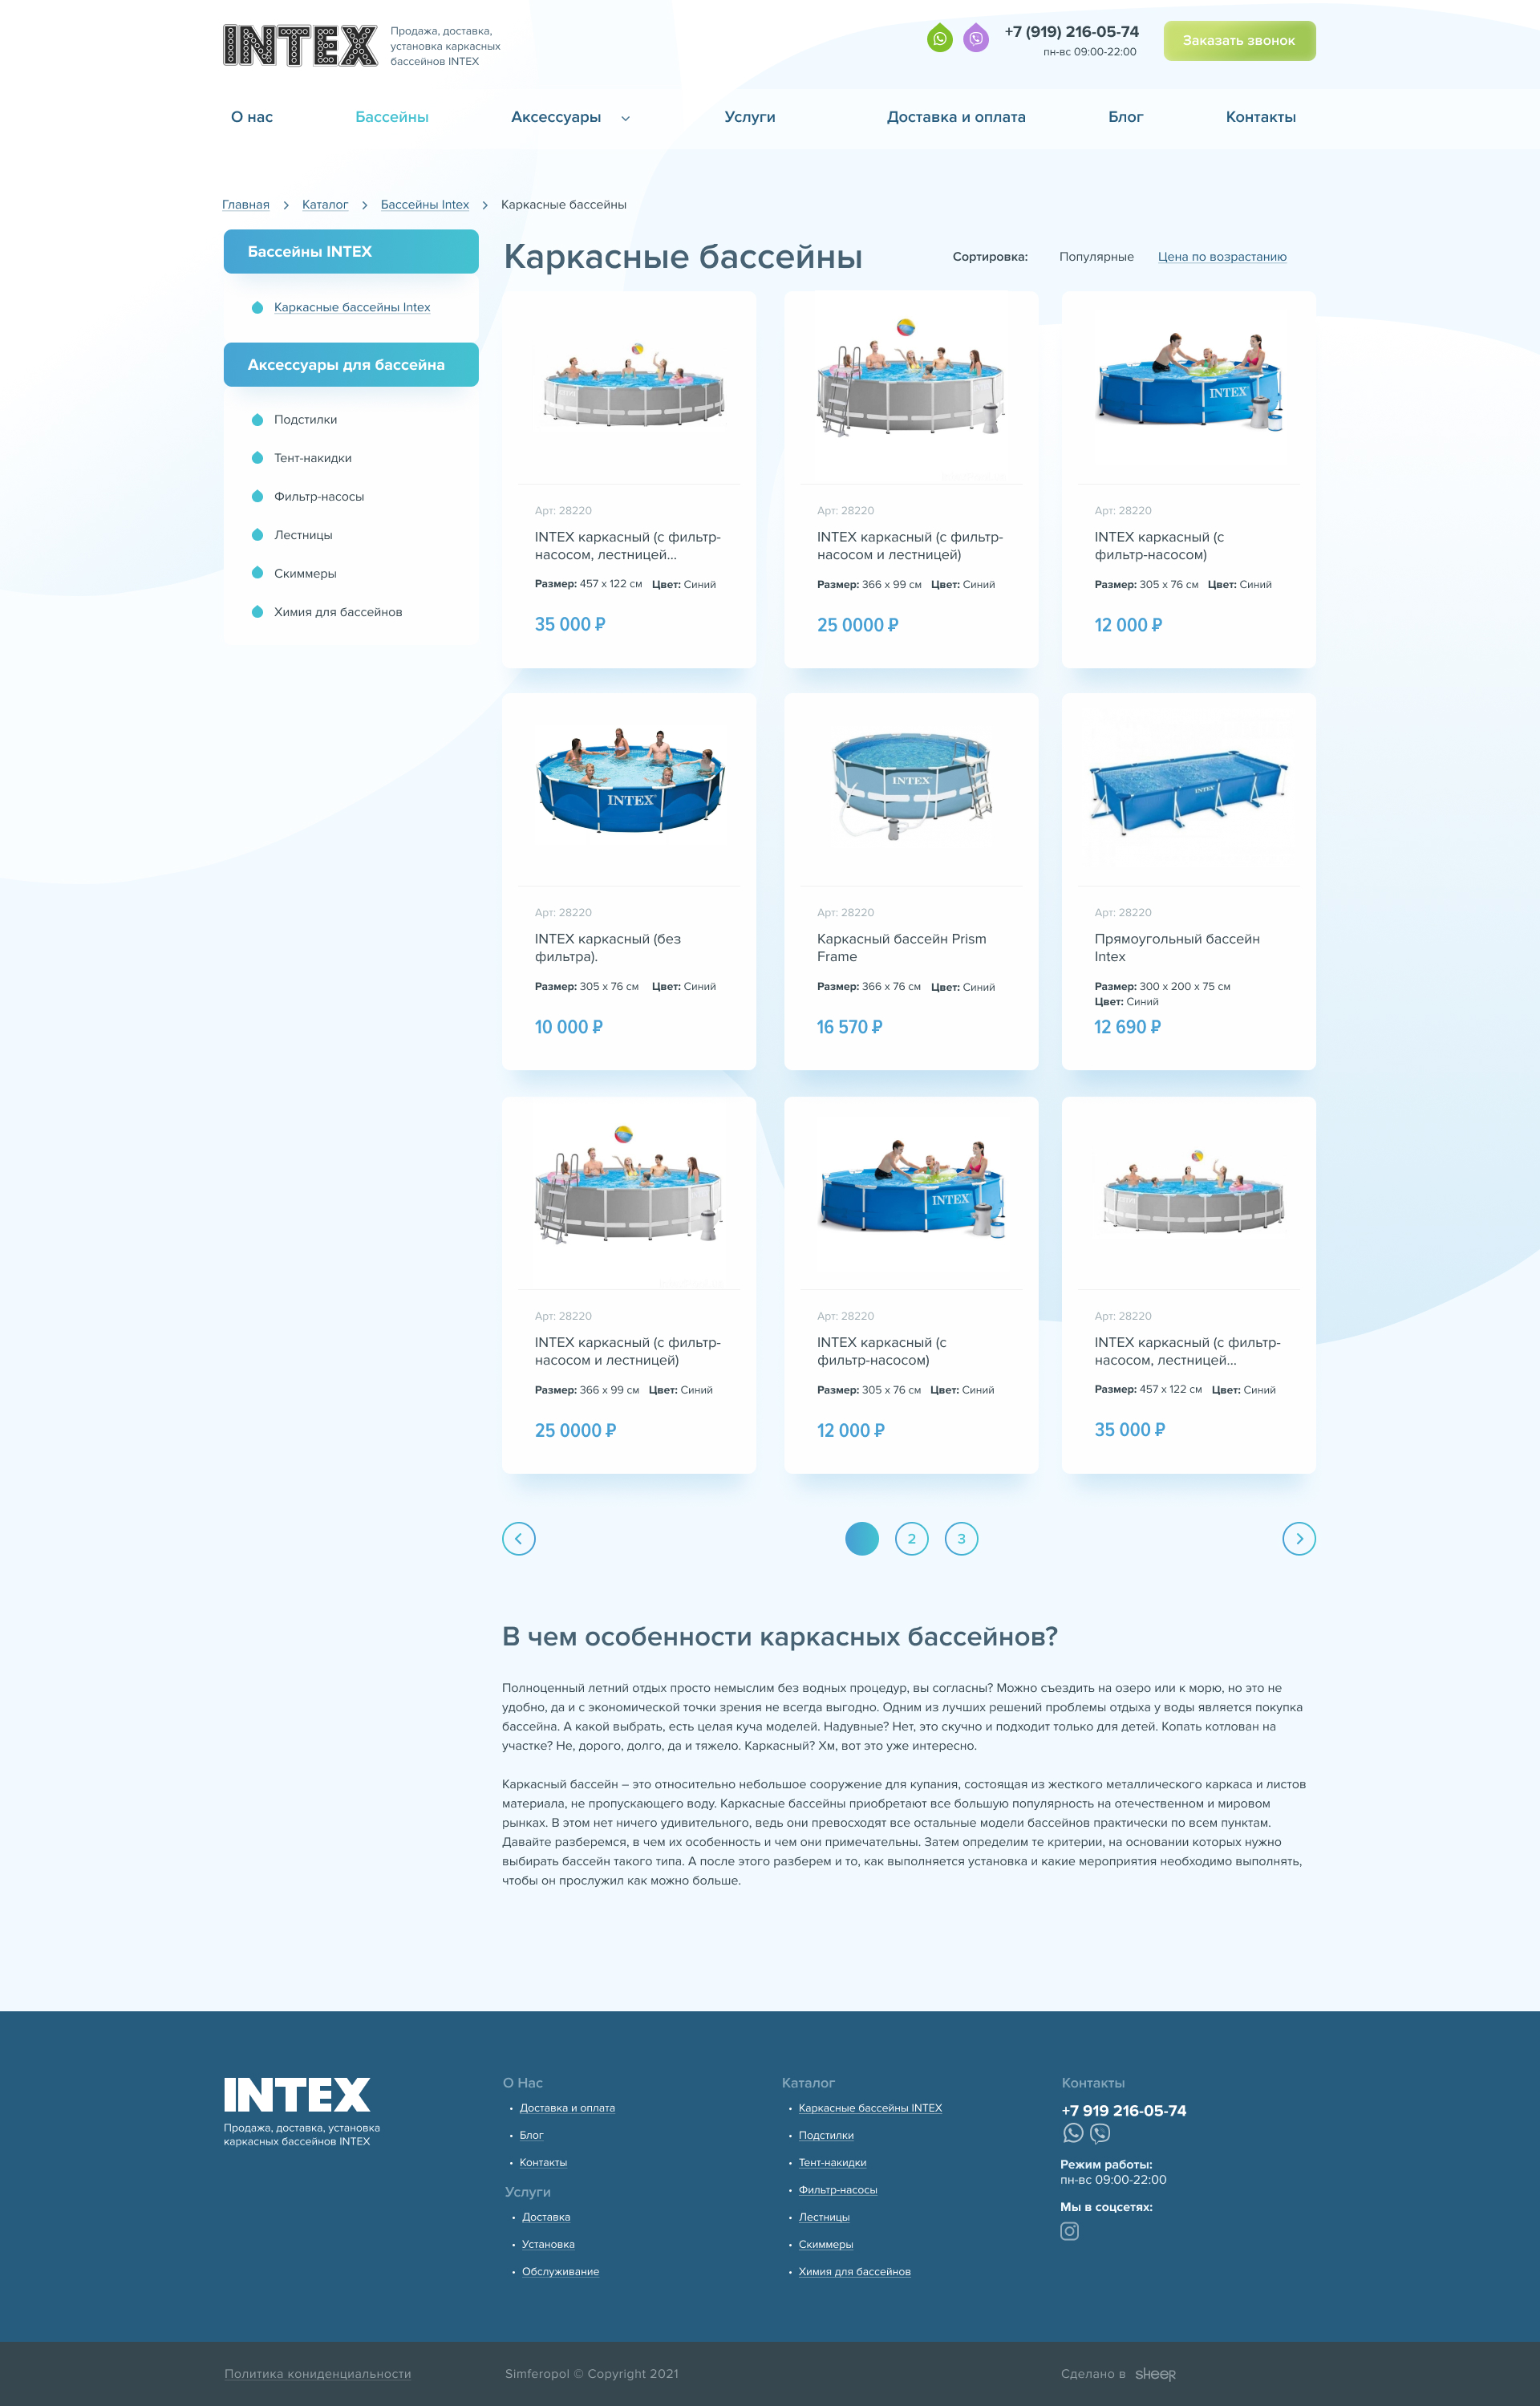 INTEX
Продажа, доставка,
установка каркасных
бассейнов INTEX
+7 (919) 216-05-74
пн-вс 09:00-22:00
Заказать звонок
О нас
Бассейны
Аксессуары
Услуги
Доставка и оплата
Блог
Контакты
Главная
Каталог
Бассейны Intex
Каркасные бассейны
Бассейны INTEX
Каркасные бассейны Intex
Аксессуары для бассейна
Подстилки
Тент-накидки
Фильтр-насосы
Лестницы
Скиммеры
Химия для бассейнов
Каркасные бассейны
Сортировка:
Популярные
Цена по возрастанию
Арт: 28220
INTEX каркасный (с фильтр-
насосом, лестницей...
Размер: 457 х 122 см Цвет: Синий
35 000 ₽
Арт: 28220
INTEX каркасный (с фильтр-
насосом и лестницей)
Размер: 366 х 99 см Цвет: Синий
25 0000 ₽
INTEX
Арт: 28220
INTEX каркасный (с
фильтр-насосом)
Размер: 305 х 76 см Цвет: Синий
12 000 ₽
INTEX
Арт: 28220
INTEX каркасный (без
фильтра).
Размер: 305 х 76 см Цвет: Синий
10 000 ₽
INTEX
Арт: 28220
Каркасный бассейн Prism
Frame
Размер: 366 х 76 см Цвет: Синий
16 570 ₽
INTEX
Арт: 28220
Прямоугольный бассейн
Intex
Размер: 300 х 200 х 75 см
Цвет: Синий
12 690 ₽
Арт: 28220
INTEX каркасный (с фильтр-
насосом и лестницей)
Размер: 366 х 99 см Цвет: Синий
25 0000 ₽
INTEX
Арт: 28220
INTEX каркасный (с
фильтр-насосом)
Размер: 305 х 76 см Цвет: Синий
12 000 ₽
Арт: 28220
INTEX каркасный (с фильтр-
насосом, лестницей...
Размер: 457 х 122 см Цвет: Синий
35 000 ₽
2
3
В чем особенности каркасных бассейнов?
Полноценный летний отдых просто немыслим без водных процедур, вы согласны? Можно съездить на озеро или к морю, но это не
удобно, да и с экономической точки зрения не всегда выгодно. Одним из лучших решений проблемы отдыха у воды является покупка
бассейна. А какой выбрать, есть целая куча моделей. Надувные? Нет, это скучно и подходит только для детей. Копать котлован на
участке? Не, дорого, долго, да и тяжело. Каркасный? Хм, вот это уже интересно.
Каркасный бассейн – это относительно небольшое сооружение для купания, состоящая из жесткого металлического каркаса и листов
материала, не пропускающего воду. Каркасные бассейны приобретают все большую популярность на отечественном и мировом
рынках. В этом нет ничего удивительного, ведь они превосходят все остальные модели бассейнов практически по всем пунктам.
Давайте разберемся, в чем их особенность и чем они примечательны. Затем определим те критерии, на основании которых нужно
выбирать бассейн такого типа. А после этого разберем и то, как выполняется установка и какие мероприятия необходимо выполнять,
чтобы он прослужил как можно больше.
INTEX
Продажа, доставка, установка
каркасных бассейнов INTEX
О Нас
Доставка и оплата
Блог
Контакты
Услуги
Доставка
Установка
Обслуживание
Каталог
Каркасные бассейны INTEX
Подстилки
Тент-накидки
Фильтр-насосы
Лестницы
Скиммеры
Химия для бассейнов
Контакты
+7 919 216-05-74
Режим работы:
пн-вс 09:00-22:00
Мы в соцсетях:
Политика кониденциальности
Simferopol © Copyright 2021
Сделано в sheep